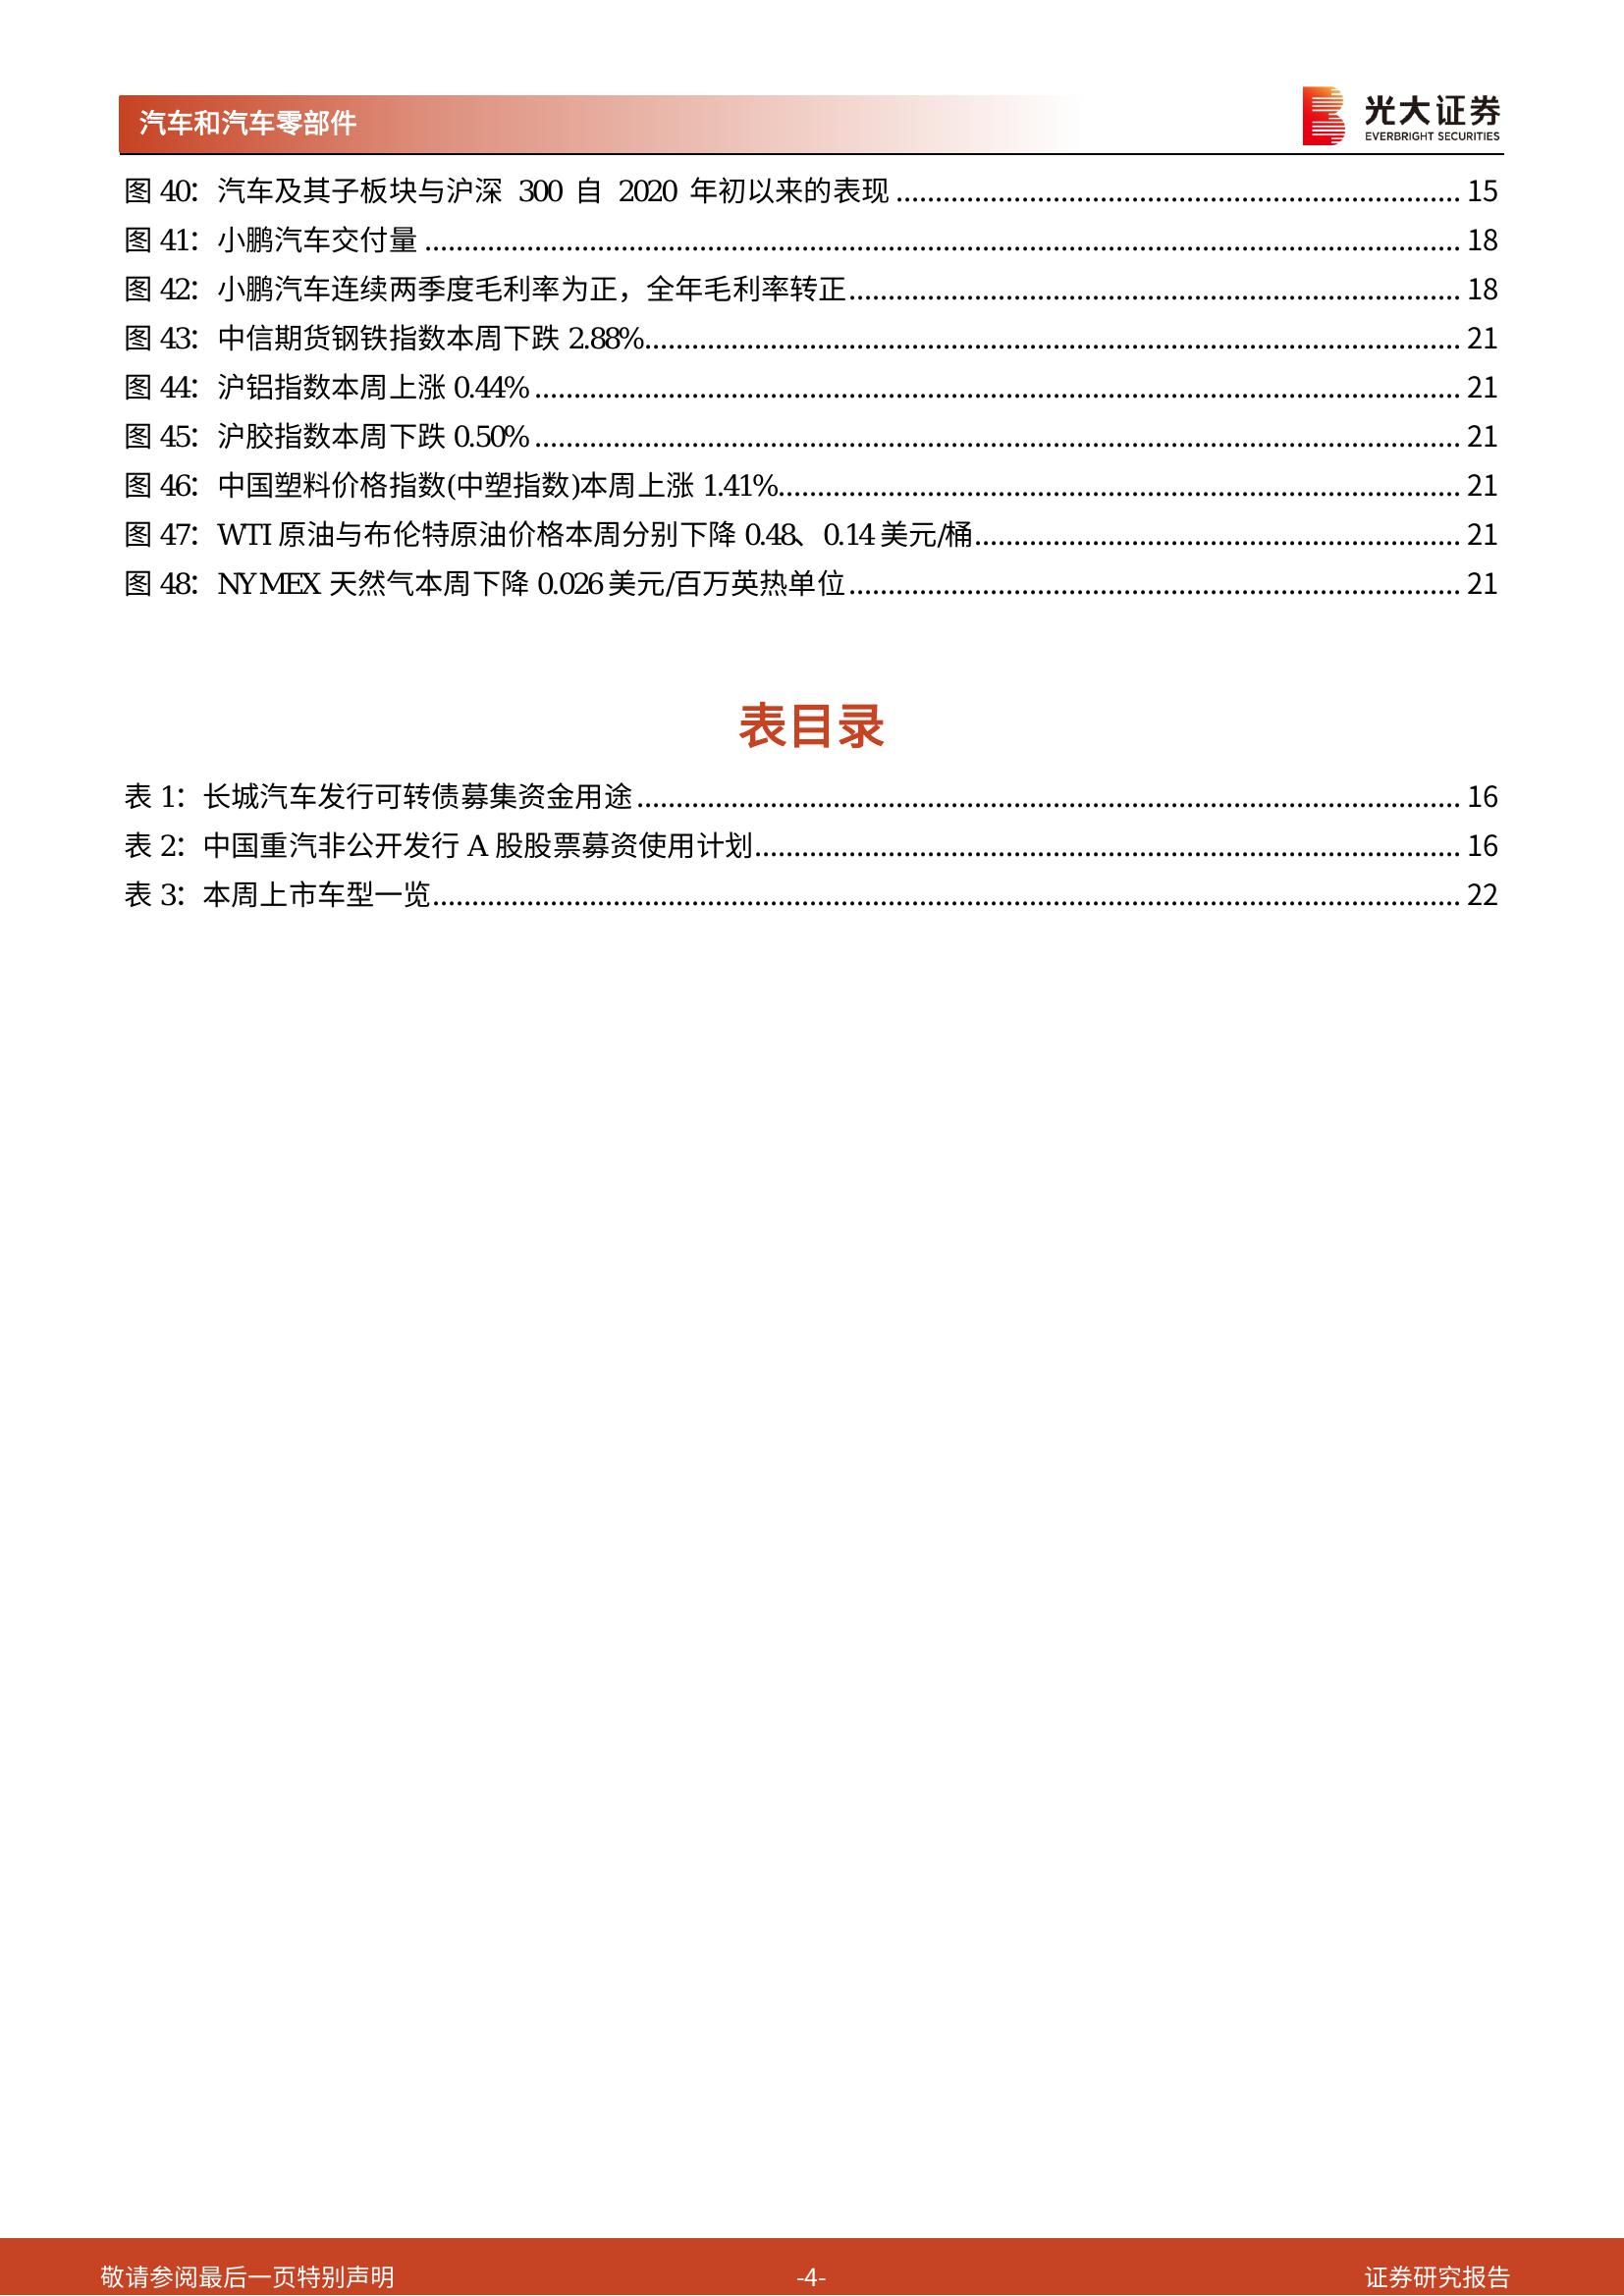 汽车和汽车零部件
光大证券
EVERBRIGHT SECURITIES
图 40：汽车及其子板块与沪深 300 自 2020 年初以来的表现 ........ 15
图 41：小鹏汽车交付量 ........ 18
图 42：小鹏汽车连续两季度毛利率为正，全年毛利率转正 ........ 18
图 43：中信期货钢铁指数本周下跌 2.88% ........ 21
图 44：沪铝指数本周上涨 0.44% ........ 21
图 45：沪胶指数本周下跌 0.50% ........ 21
图 46：中国塑料价格指数(中塑指数)本周上涨 1.41% ........ 21
图 47：WTI 原油与布伦特原油价格本周分别下降 0.48、0.14 美元/桶 ........ 21
图 48：NYMEX 天然气本周下降 0.026 美元/百万英热单位 ........ 21
表目录
表 1：长城汽车发行可转债募集资金用途 ........ 16
表 2：中国重汽非公开发行 A 股股票募资使用计划 ........ 16
表 3：本周上市车型一览 ........ 22
敬请参阅最后一页特别声明
-4-
证券研究报告